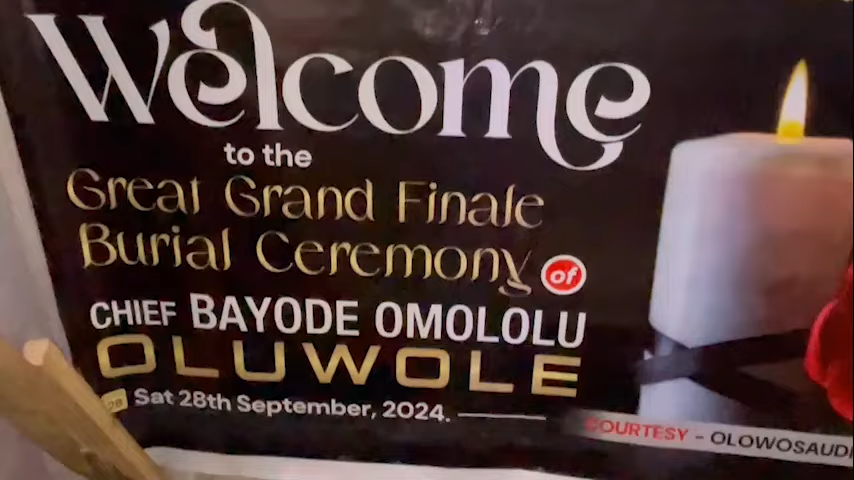 Welcome
to the
Great Grand Finale
Burial Ceremony of
CHIEF BAYODE OMOLOLU
OLUWOLE
28 Sat 28th September, 2024.
COURTESY - OLOWOSAUDI